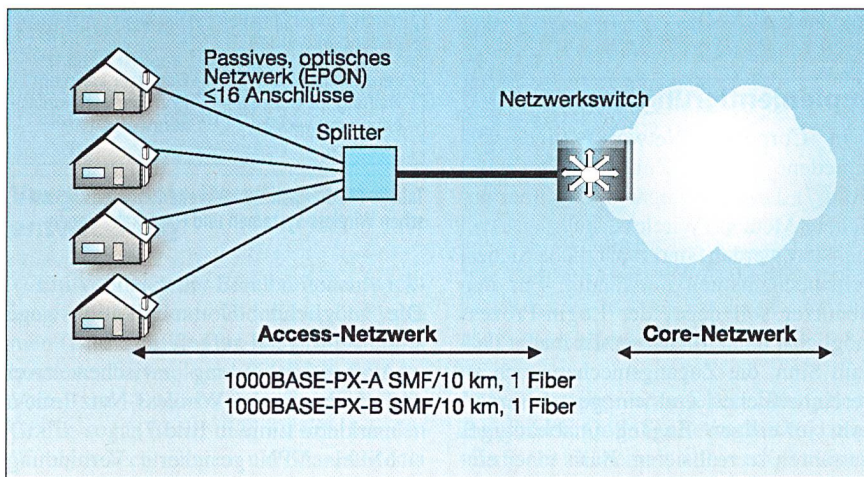 Passives, optisches
Netzwerk (EPON)
≤16 Anschlüsse
Splitter
Netzwerkswitch
Access-Netzwerk
Core-Netzwerk
1000BASE-PX-A SMF/10 km, 1 Fiber
1000BASE-PX-B SMF/10 km, 1 Fiber